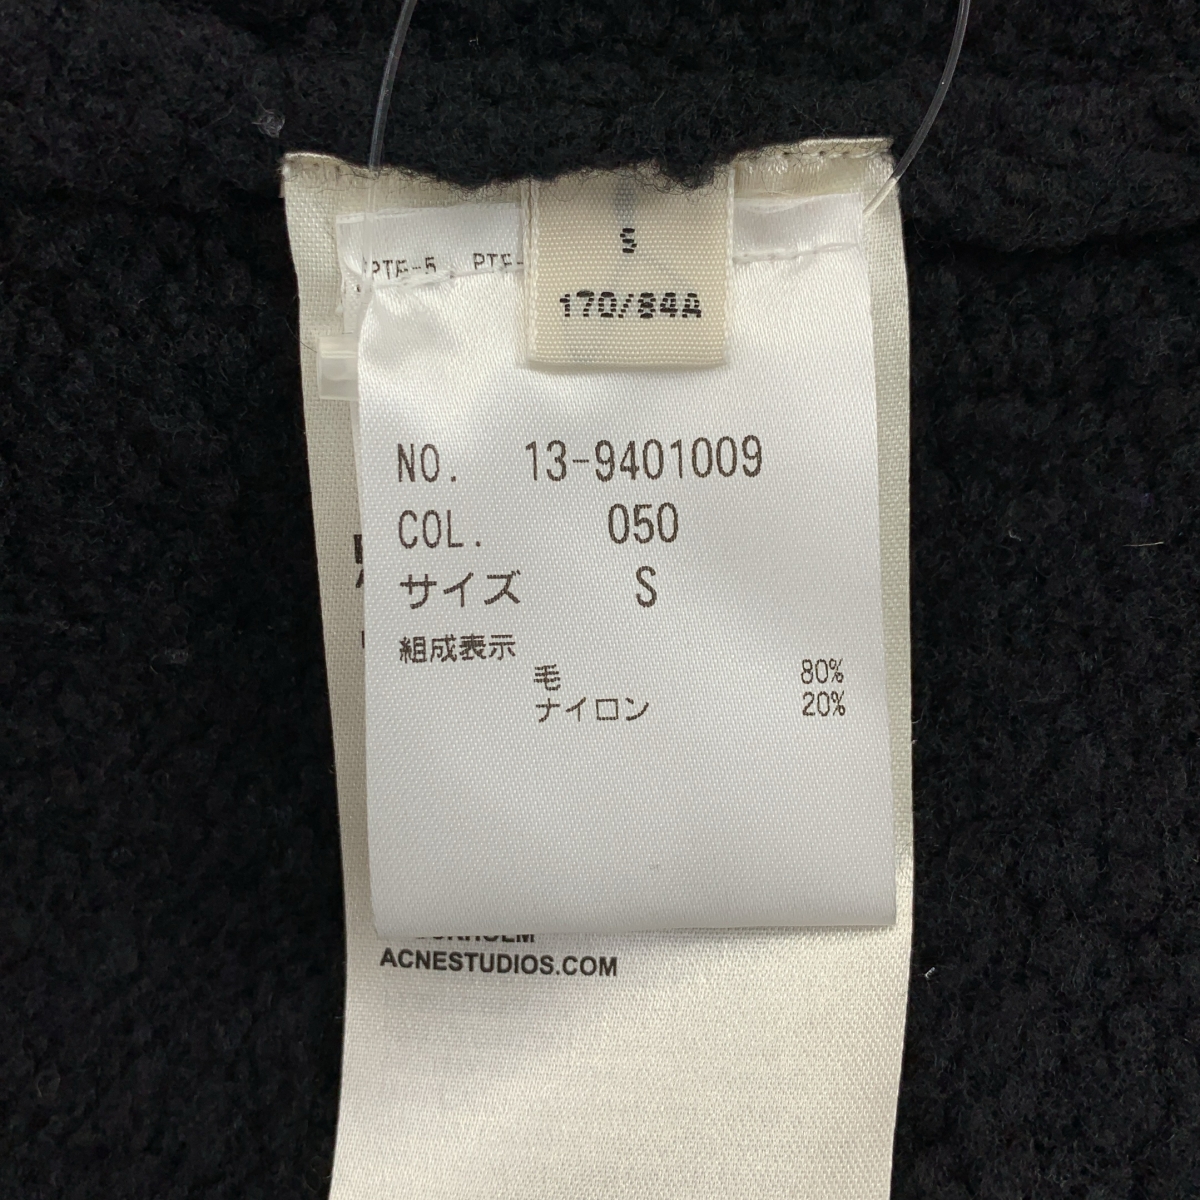 S
170/84A
NO. 13-9401009
COL. 050
サイズ S
組成表示
毛 80%
ナイロン 20%
ACNESTUDIOS.COM